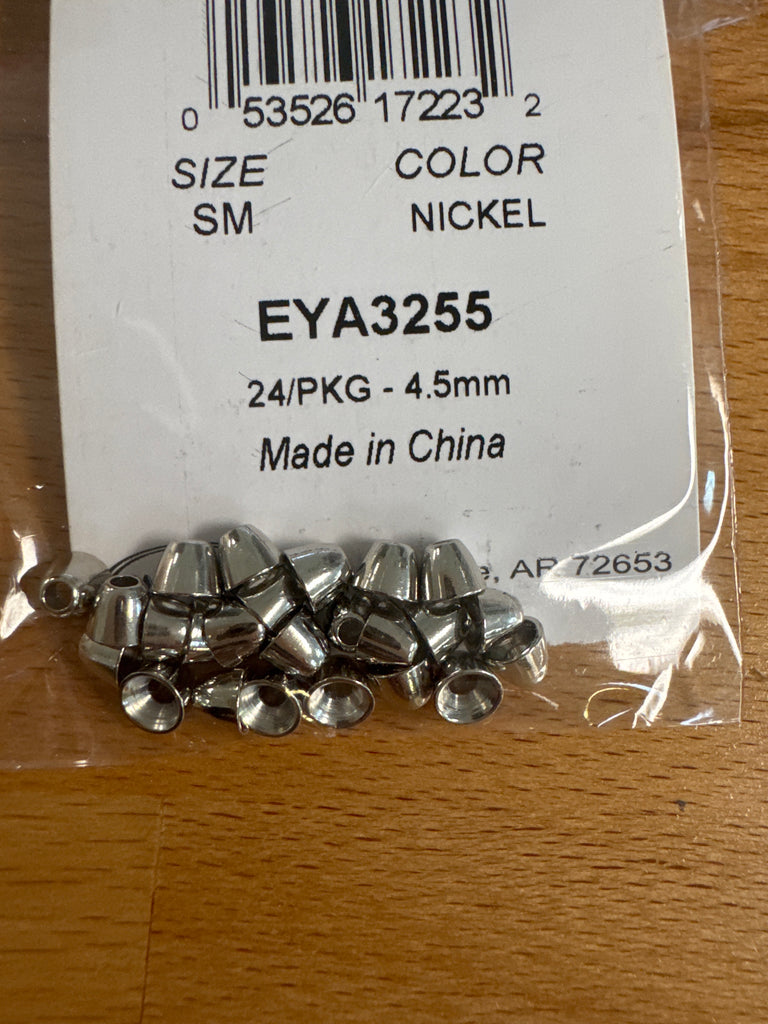 0 53526 17223 2
SIZE COLOR
SM NICKEL
EYA3255
24/PKG - 4.5mm
Made in China
AR 72653